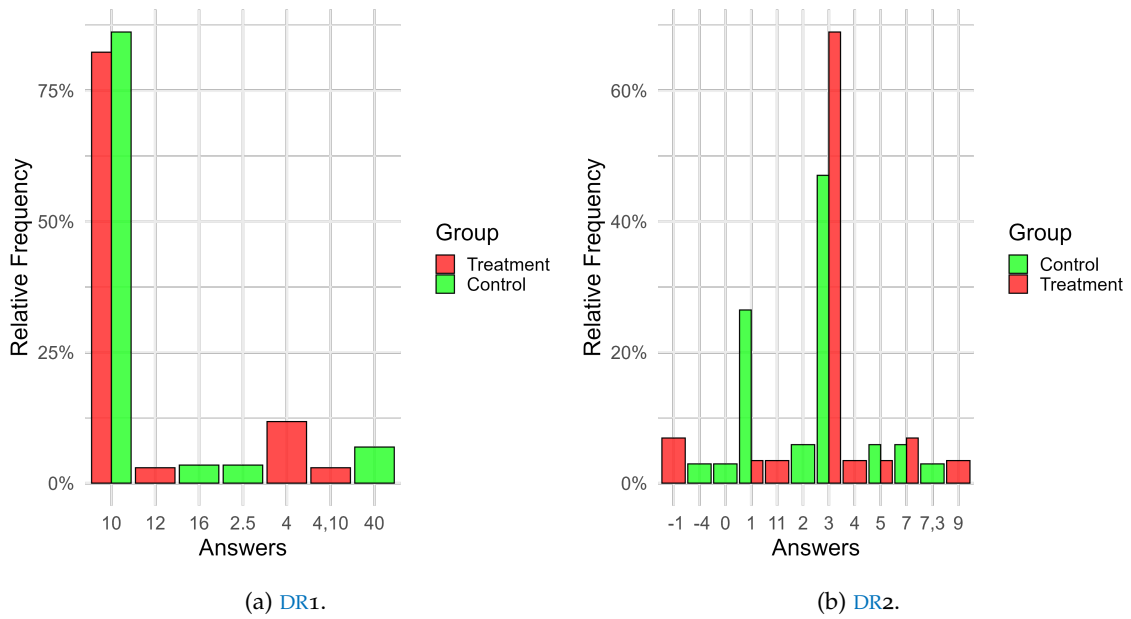 Relative Frequency
75%
50%
25%
0%
10 12 16 2.5 4 4,10 40
Answers
Group
Treatment
Control
(a) DR1.
Relative Frequency
60%
40%
20%
0%
-1 -4 0 1 11 2 3 4 5 7 7,3 9
Answers
Group
Control
Treatment
(b) DR2.